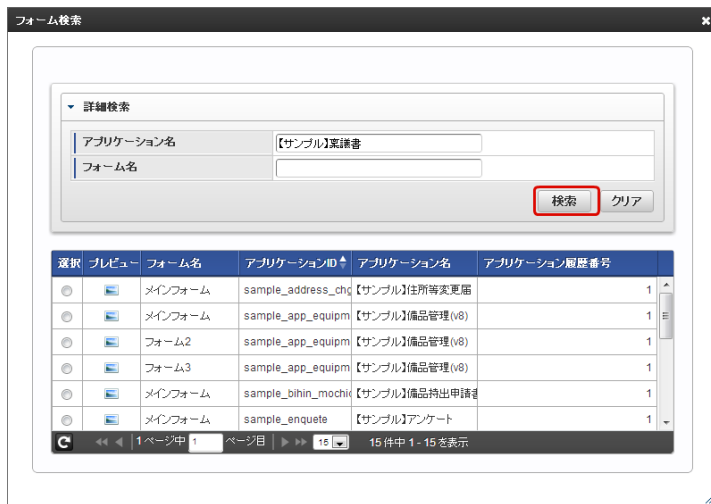 フォーム検索
詳細検索
アプリケーション名 【サンプル】稟議書
フォーム名
検索 クリア
選択 プレビュー フォーム名 アプリケーションID アプリケーション名 アプリケーション履歴番号
メインフォーム sample_address_chg 【サンプル】住所等変更届 1
メインフォーム sample_app_equipm 【サンプル】備品管理(v8) 1
フォーム2 sample_app_equipm 【サンプル】備品管理(v8) 1
フォーム3 sample_app_equipm 【サンプル】備品管理(v8) 1
メインフォーム sample_bihin_mochic 【サンプル】備品持出申請書 1
メインフォーム sample_enquete 【サンプル】アンケート 1
1 ページ中 1 ページ目 15 15 件中 1 - 15 を表示